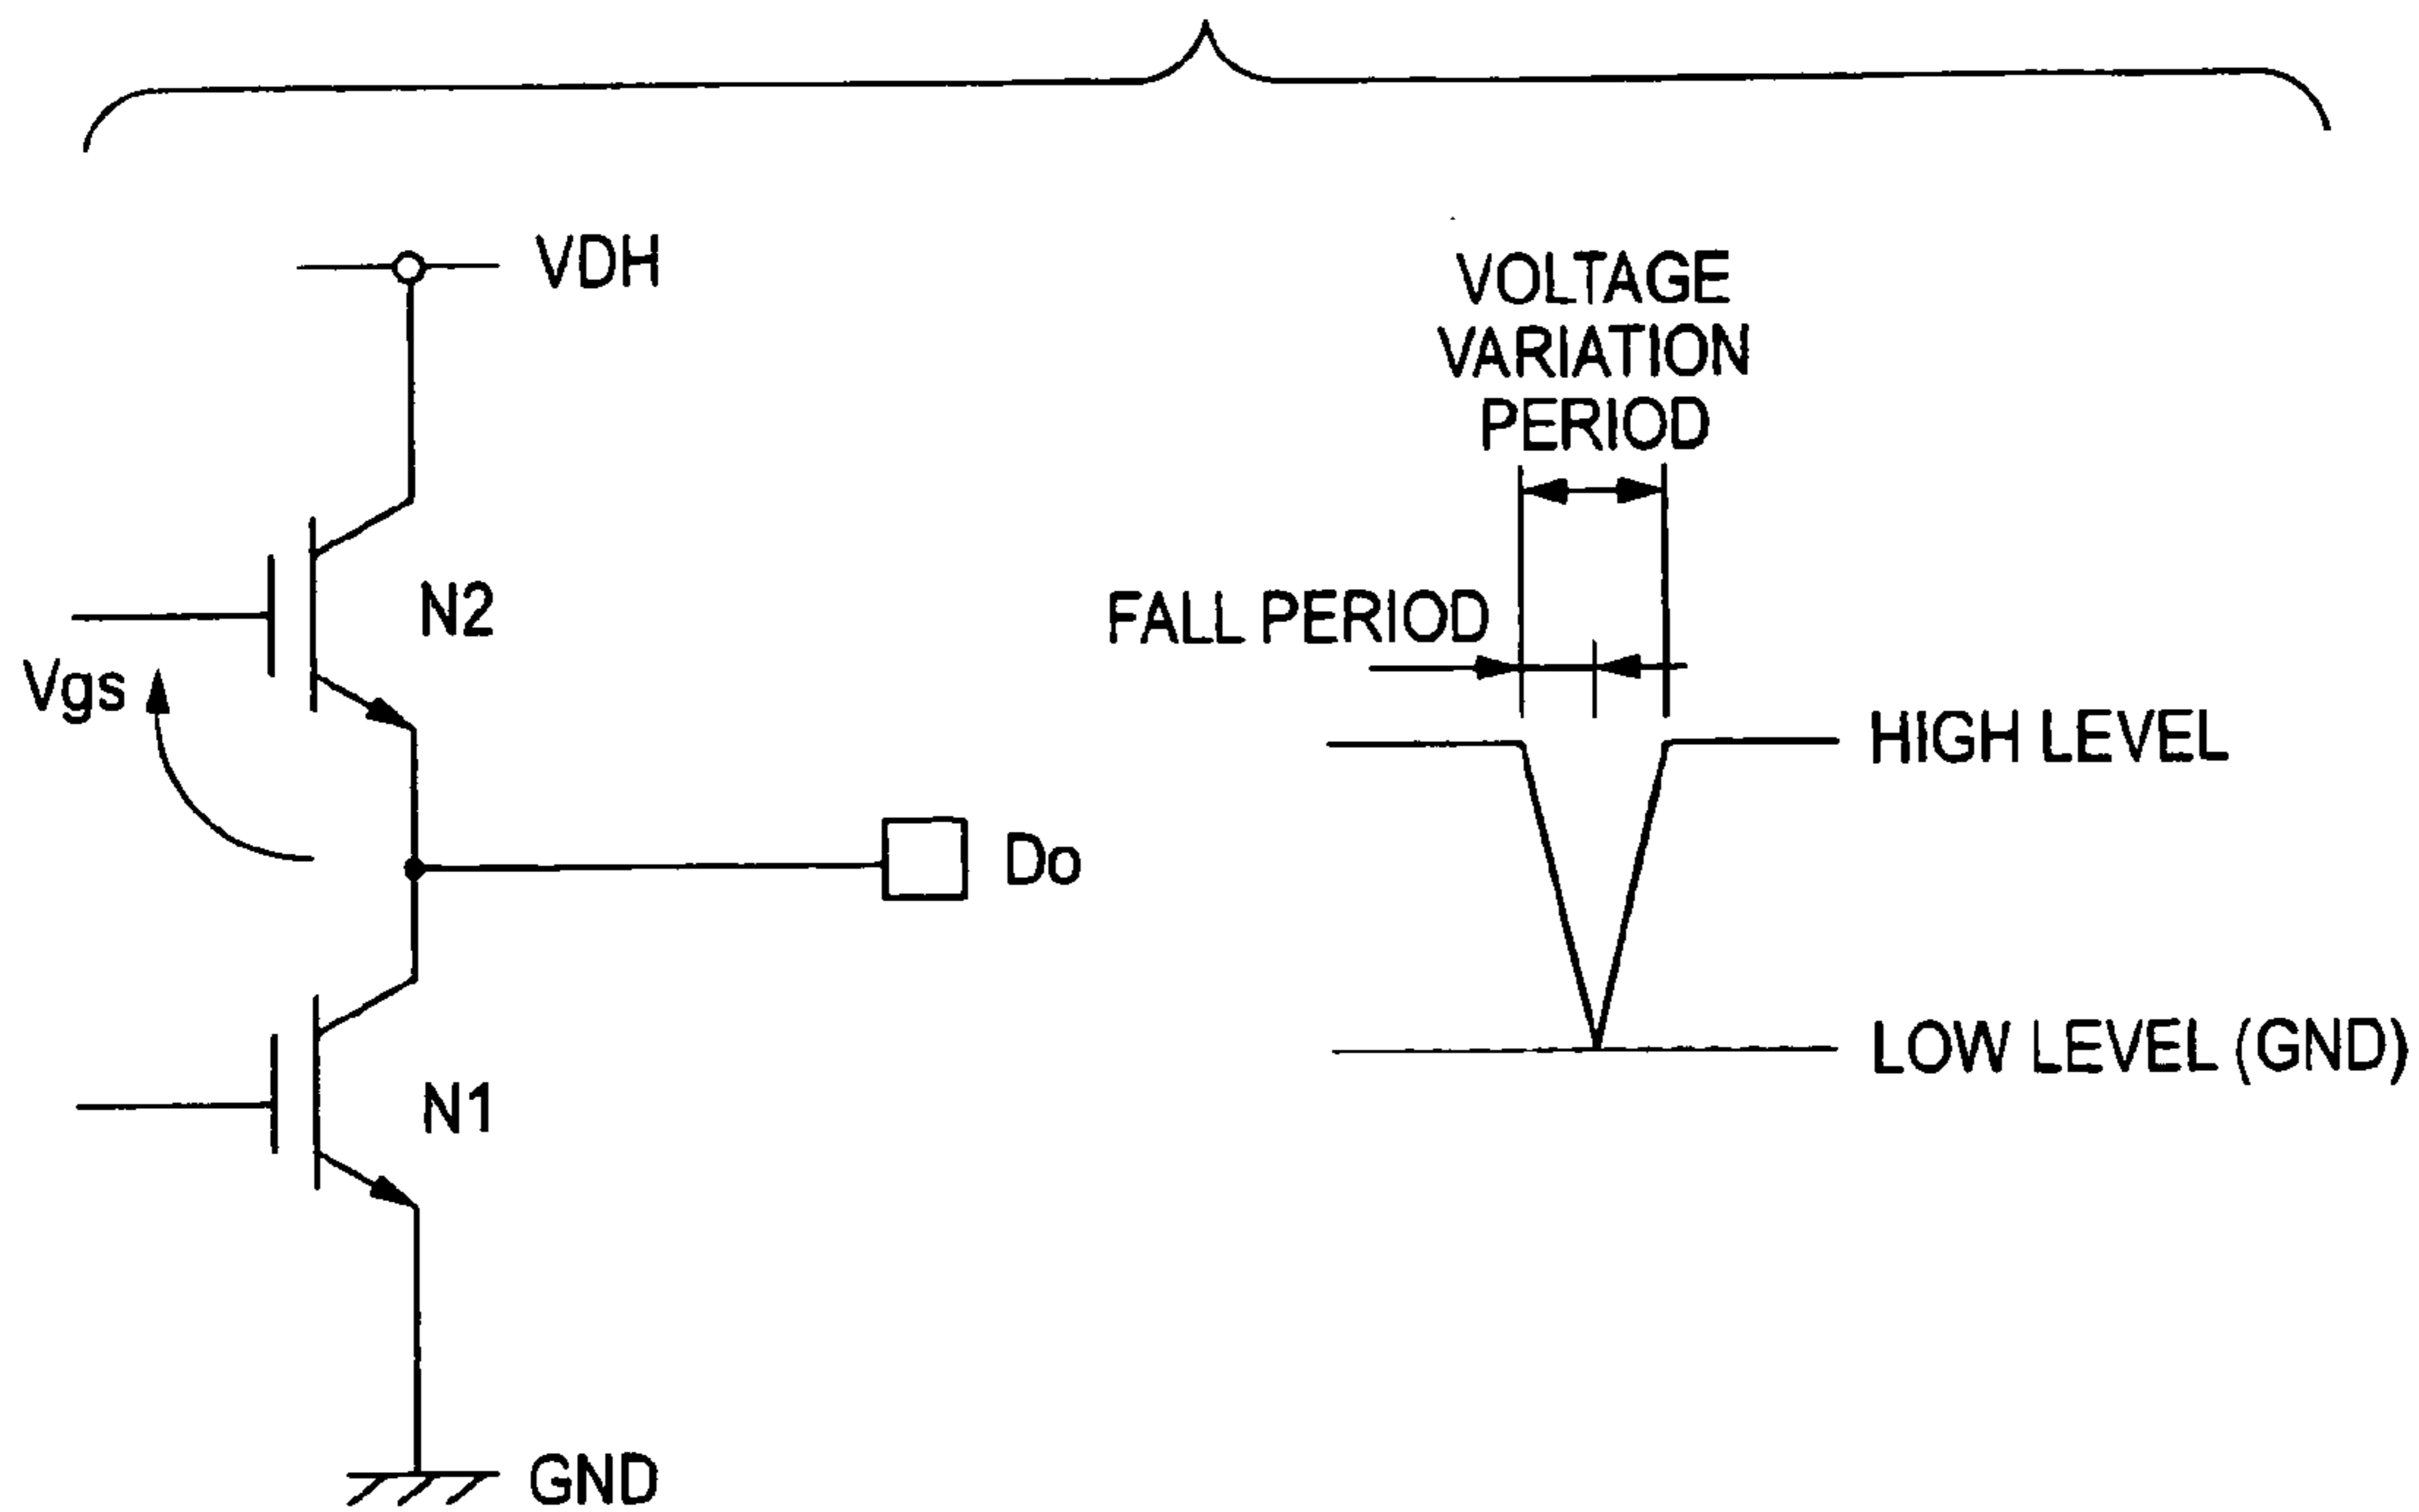 VDH
N2
Vgs
Do
N1
GND
VOLTAGE
VARIATION
PERIOD
FALL PERIOD
HIGH LEVEL
LOW LEVEL (GND)